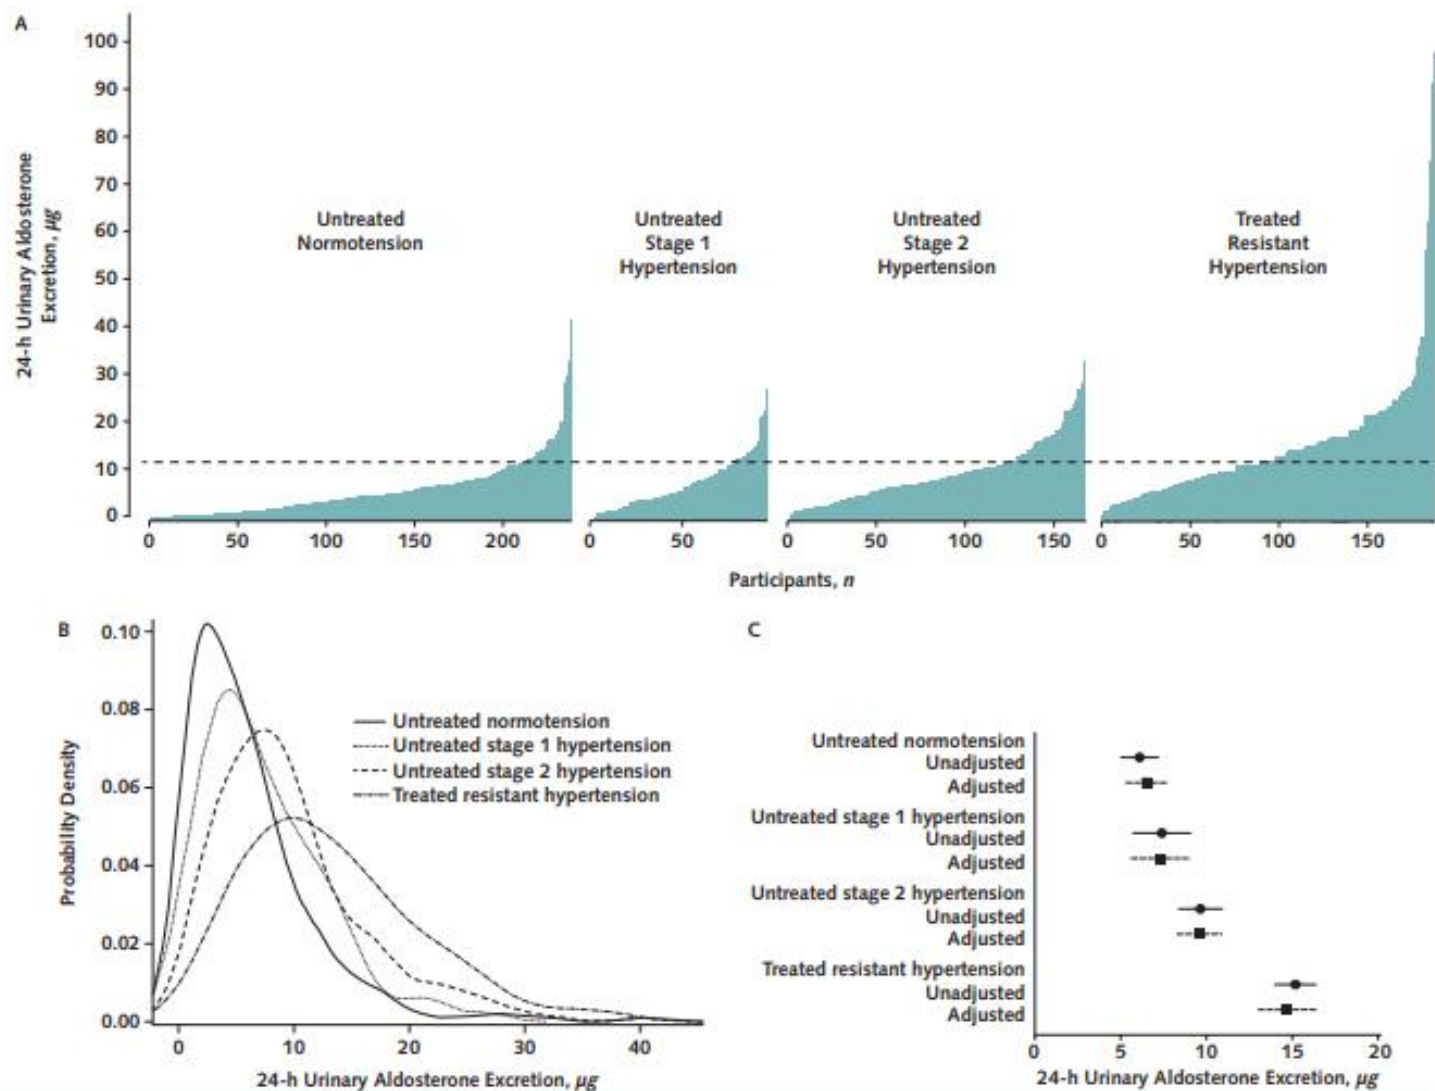 A
24-h Urinary Aldosterone
Excretion, µg
100
90
80
70
60
50
40
30
20
10
0
Untreated
Normotension
Untreated
Stage 1
Hypertension
Untreated
Stage 2
Hypertension
Treated
Resistant
Hypertension
0 50 100 150 200 0 50 0 50 100 150 0 50 100 150
Participants, n
B
Probability Density
0.10
0.08
0.06
0.04
0.02
0.00
Untreated normotension
Untreated stage 1 hypertension
Untreated stage 2 hypertension
Treated resistant hypertension
0 10 20 30 40
24-h Urinary Aldosterone Excretion, µg
C
Untreated normotension
Unadjusted
Adjusted
Untreated stage 1 hypertension
Unadjusted
Adjusted
Untreated stage 2 hypertension
Unadjusted
Adjusted
Treated resistant hypertension
Unadjusted
Adjusted
0 5 10 15 20
24-h Urinary Aldosterone Excretion, µg